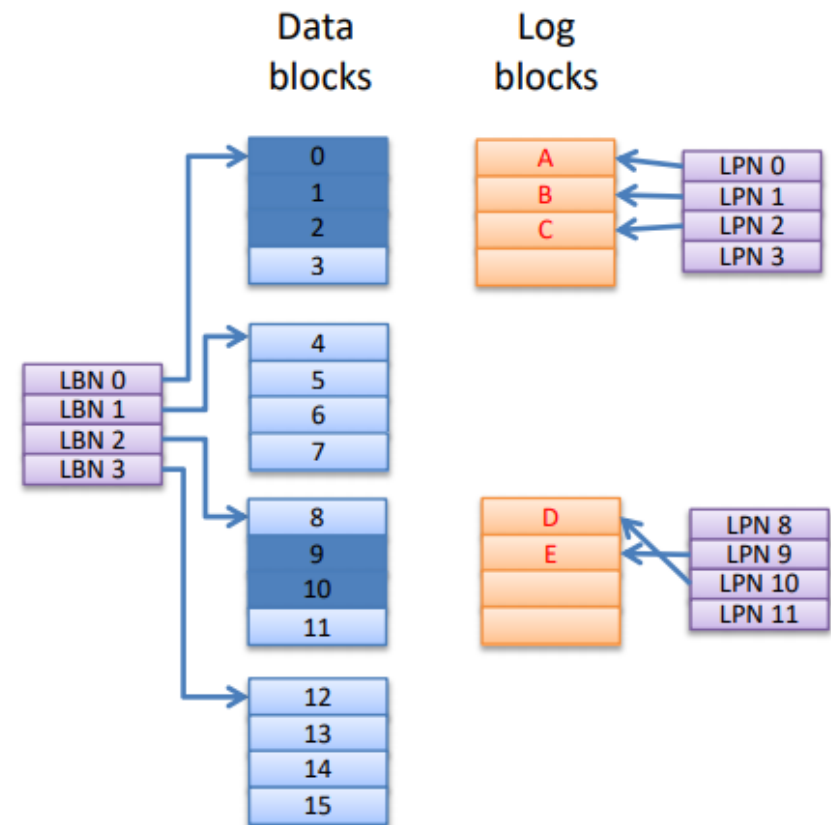 Data
blocks
Log
blocks
0
1
2
3
A
B
C
LPN 0
LPN 1
LPN 2
LPN 3
4
5
6
7
LBN 0
LBN 1
LBN 2
LBN 3
8
9
10
11
D
E
LPN 8
LPN 9
LPN 10
LPN 11
12
13
14
15